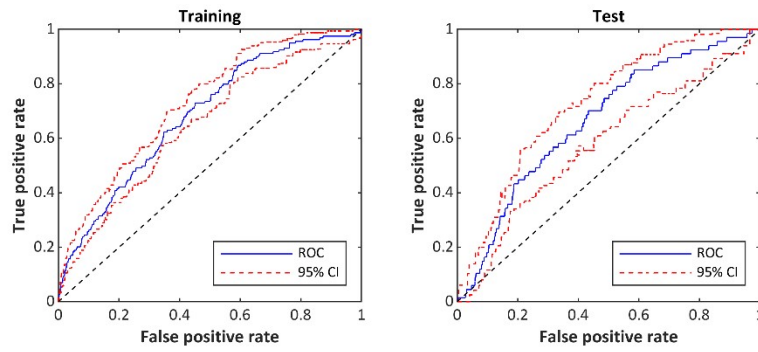 Training
True positive rate
1
0.8
0.6
0.4
0.2
0
0 0.2 0.4 0.6 0.8 1
False positive rate
ROC
95% CI
Test
True positive rate
1
0.8
0.6
0.4
0.2
0
0 0.2 0.4 0.6 0.8 1
False positive rate
ROC
95% CI